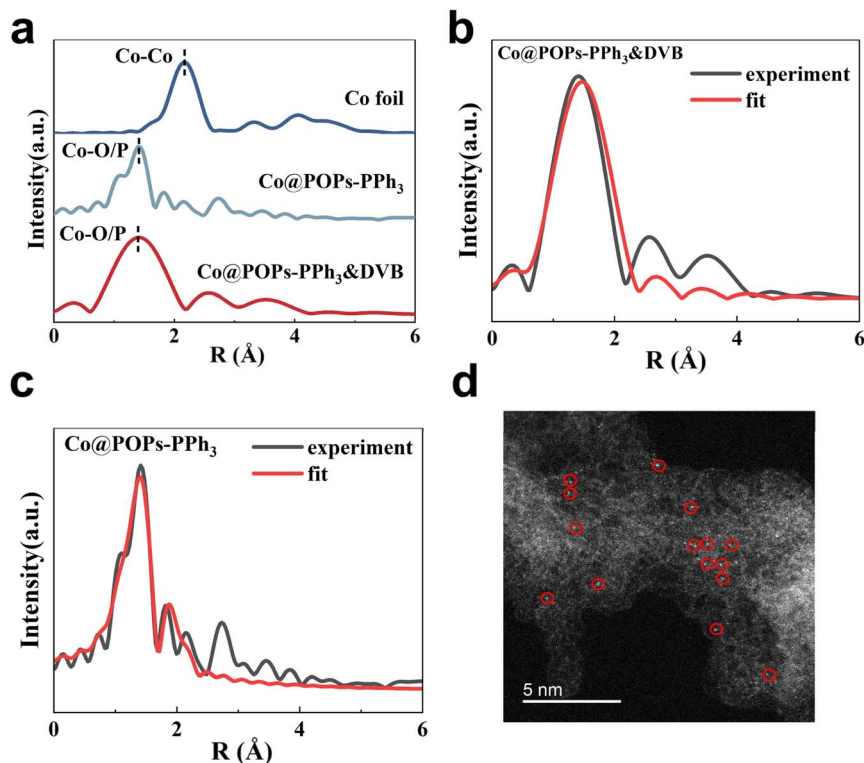 a
Co-Co
Co foil
Co-O/P
Co@POPs-PPh₃
Co-O/P
Co@POPs-PPh₃&DVB
Intensity(a.u.)
0 2 4 6
R (Å)
b
Co@POPs-PPh₃&DVB
experiment
fit
Intensity(a.u.)
0 2 4 6
R (Å)
c
Co@POPs-PPh₃
experiment
fit
Intensity(a.u.)
0 2 4 6
R (Å)
d
5 nm